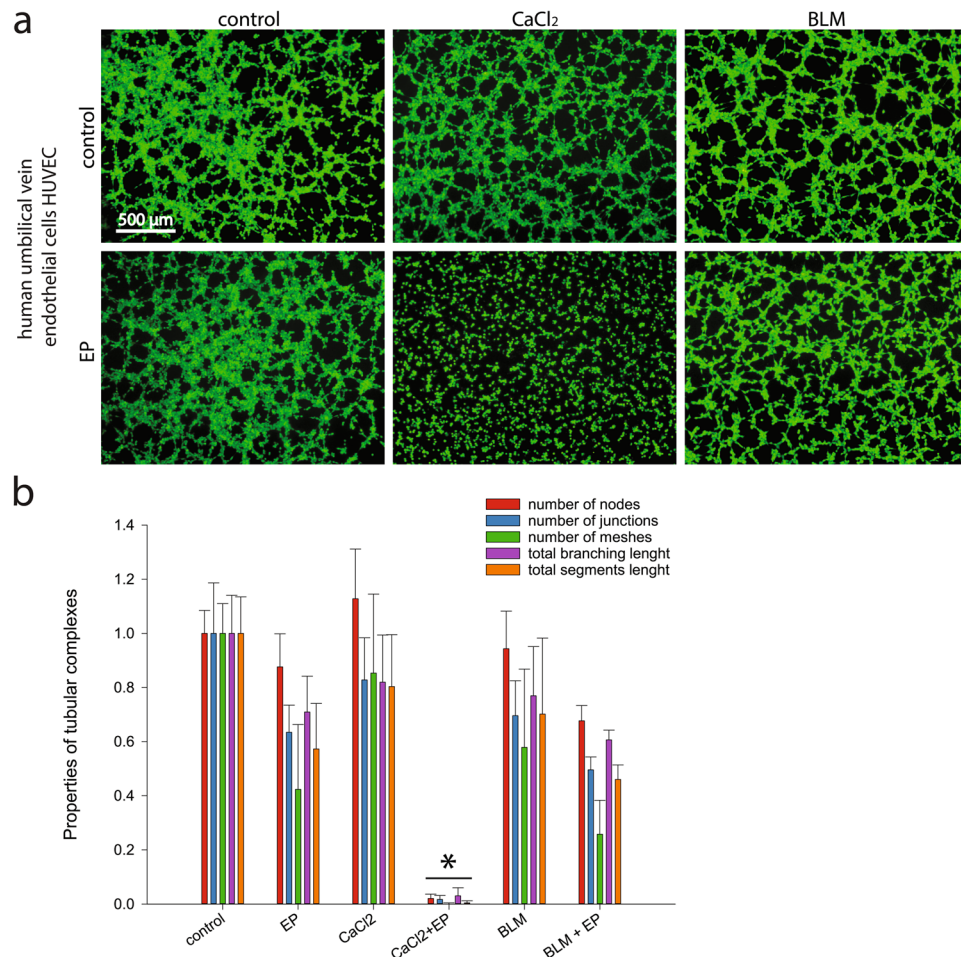 a
control
CaCl2
BLM
human umbilical vein
endothelial cells HUVEC
control
EP
500 µm
b
number of nodes
number of junctions
number of meshes
total branching lenght
total segments lenght
Properties of tubular complexes
1.4
1.2
1.0
0.8
0.6
0.4
0.2
0.0
*
control
EP
CaCl2
CaCl2+EP
BLM
BLM + EP